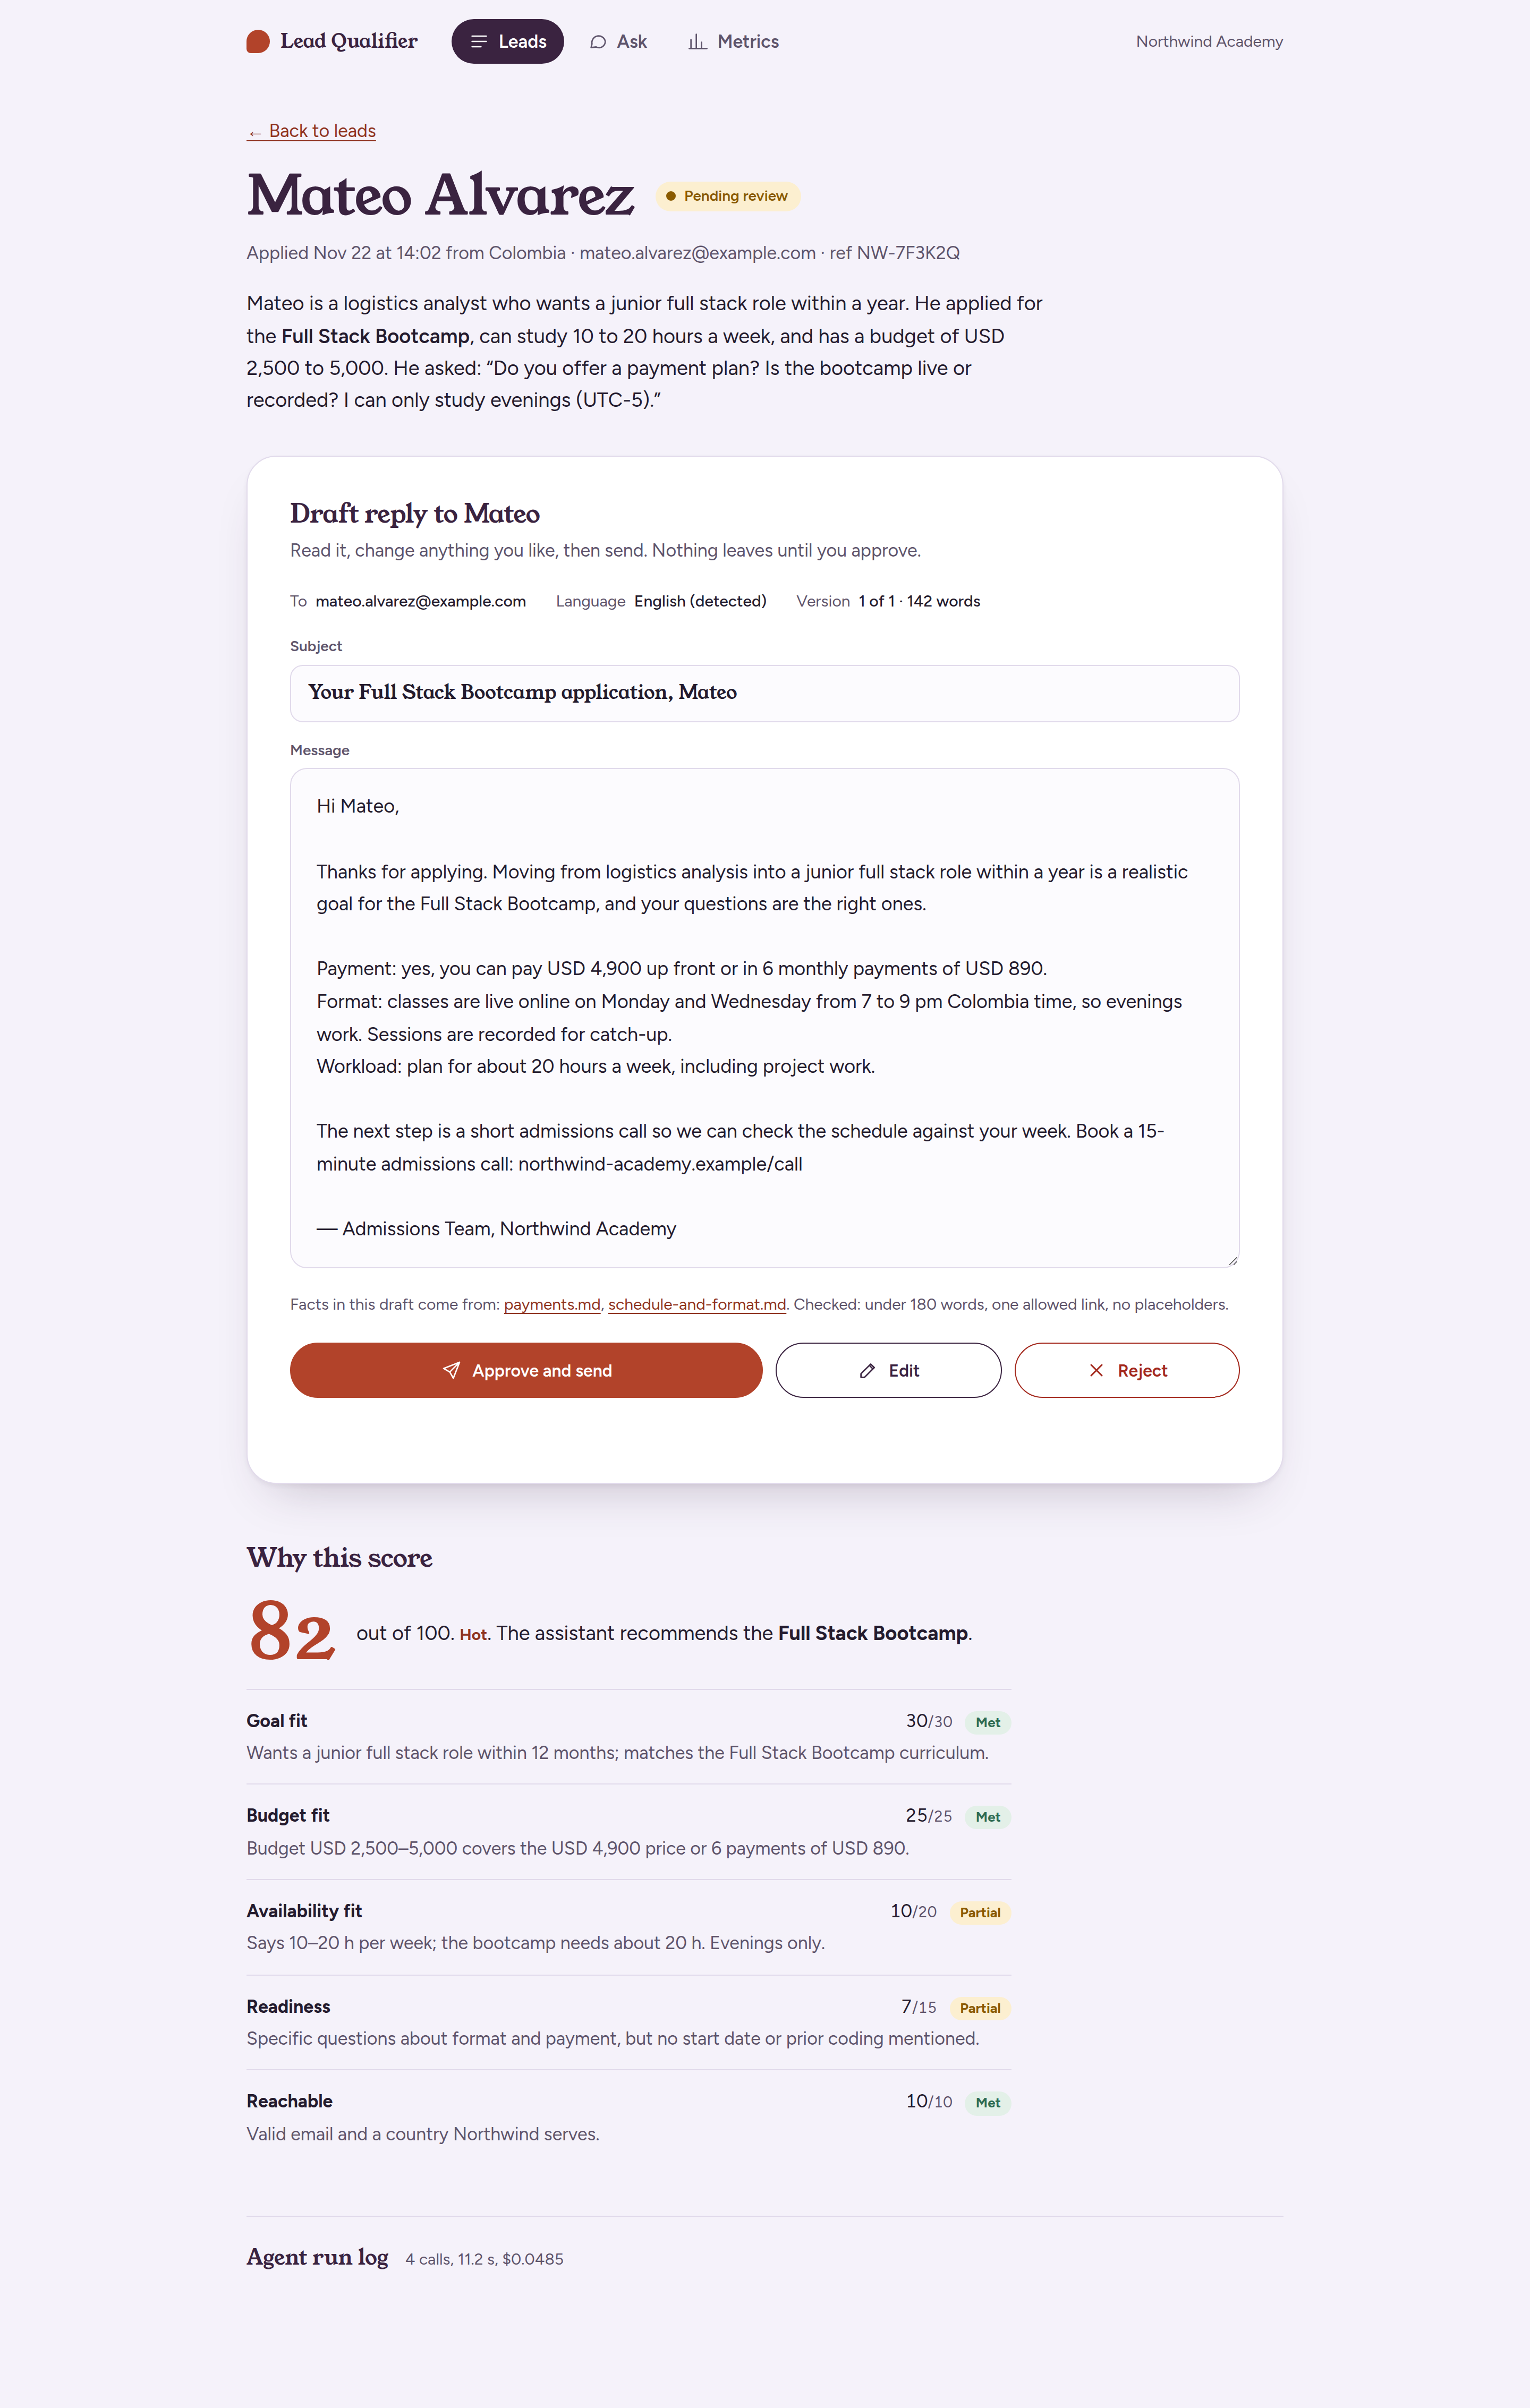 Lead Qualifier
Leads
Ask
Metrics
Northwind Academy
← Back to leads
Mateo Alvarez
Pending review
Applied Nov 22 at 14:02 from Colombia · mateo.alvarez@example.com · ref NW-7F3K2Q
Mateo is a logistics analyst who wants a junior full stack role within a year. He applied for
the Full Stack Bootcamp, can study 10 to 20 hours a week, and has a budget of USD
2,500 to 5,000. He asked: “Do you offer a payment plan? Is the bootcamp live or
recorded? I can only study evenings (UTC-5).”
Draft reply to Mateo
Read it, change anything you like, then send. Nothing leaves until you approve.
To mateo.alvarez@example.com Language English (detected) Version 1 of 1 · 142 words
Subject
Your Full Stack Bootcamp application, Mateo
Message
Hi Mateo,
Thanks for applying. Moving from logistics analysis into a junior full stack role within a year is a realistic
goal for the Full Stack Bootcamp, and your questions are the right ones.
Payment: yes, you can pay USD 4,900 up front or in 6 monthly payments of USD 890.
Format: classes are live online on Monday and Wednesday from 7 to 9 pm Colombia time, so evenings
work. Sessions are recorded for catch-up.
Workload: plan for about 20 hours a week, including project work.
The next step is a short admissions call so we can check the schedule against your week. Book a 15-
minute admissions call: northwind-academy.example/call
— Admissions Team, Northwind Academy
Facts in this draft come from: payments.md, schedule-and-format.md. Checked: under 180 words, one allowed link, no placeholders.
Approve and send
Edit
Reject
Why this score
82 out of 100. Hot. The assistant recommends the Full Stack Bootcamp.
Goal fit 30/30 Met
Wants a junior full stack role within 12 months; matches the Full Stack Bootcamp curriculum.
Budget fit 25/25 Met
Budget USD 2,500–5,000 covers the USD 4,900 price or 6 payments of USD 890.
Availability fit 10/20 Partial
Says 10–20 h per week; the bootcamp needs about 20 h. Evenings only.
Readiness 7/15 Partial
Specific questions about format and payment, but no start date or prior coding mentioned.
Reachable 10/10 Met
Valid email and a country Northwind serves.
Agent run log 4 calls, 11.2 s, $0.0485